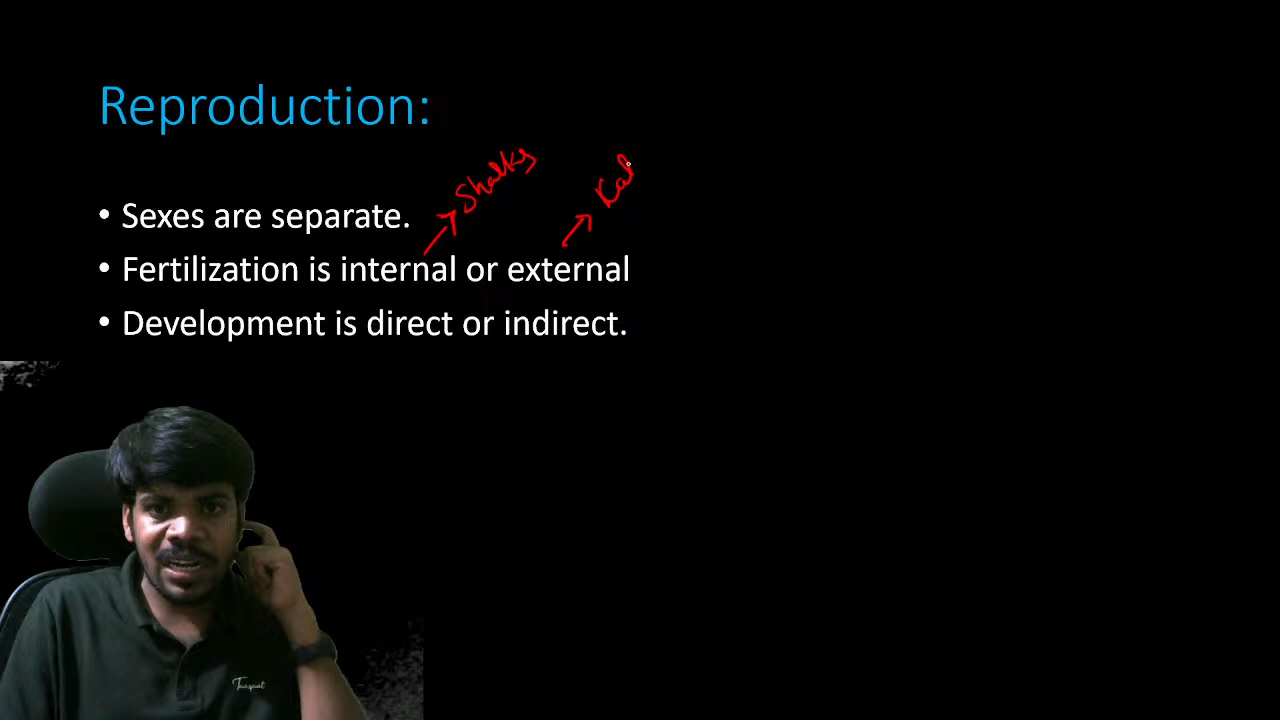 Reproduction:
Sharks
• Sexes are separate.
• Fertilization is internal or external
• Development is direct or indirect.